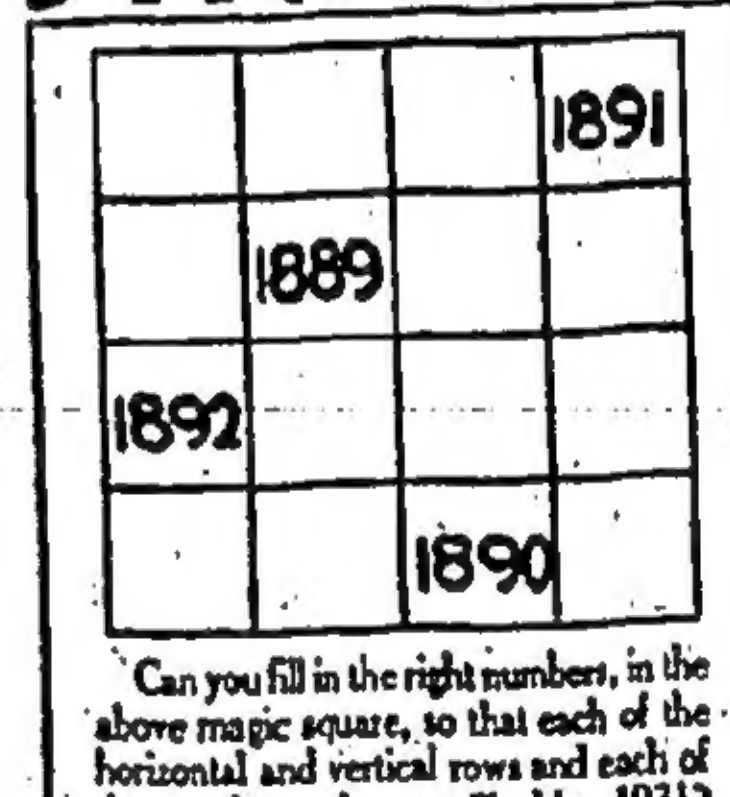 1891
1889
1892
1890
Can you fill in the right numbers, in the
above magic square, so that each of the
horizontal and vertical rows and each of